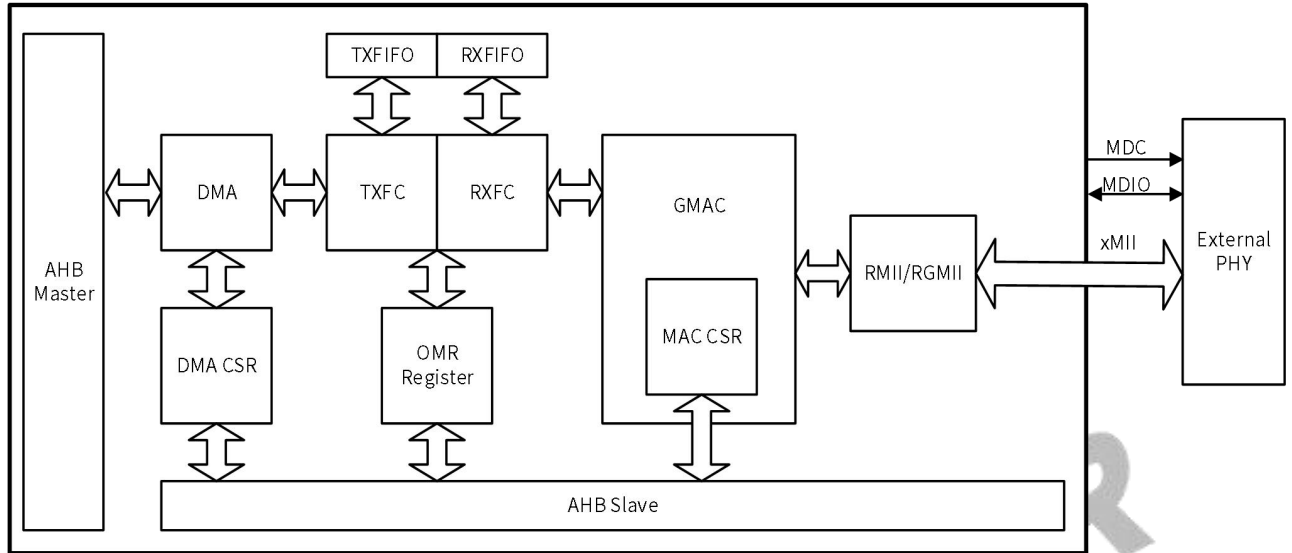 TXFIFO RXFIFO
MDC
DMA TXFC RXFC GMAC MDIO
xMII
External
PHY
AHB
Master
RMII/RGMII
DMA CSR
OMR
Register
MAC CSR
AHB Slave
R